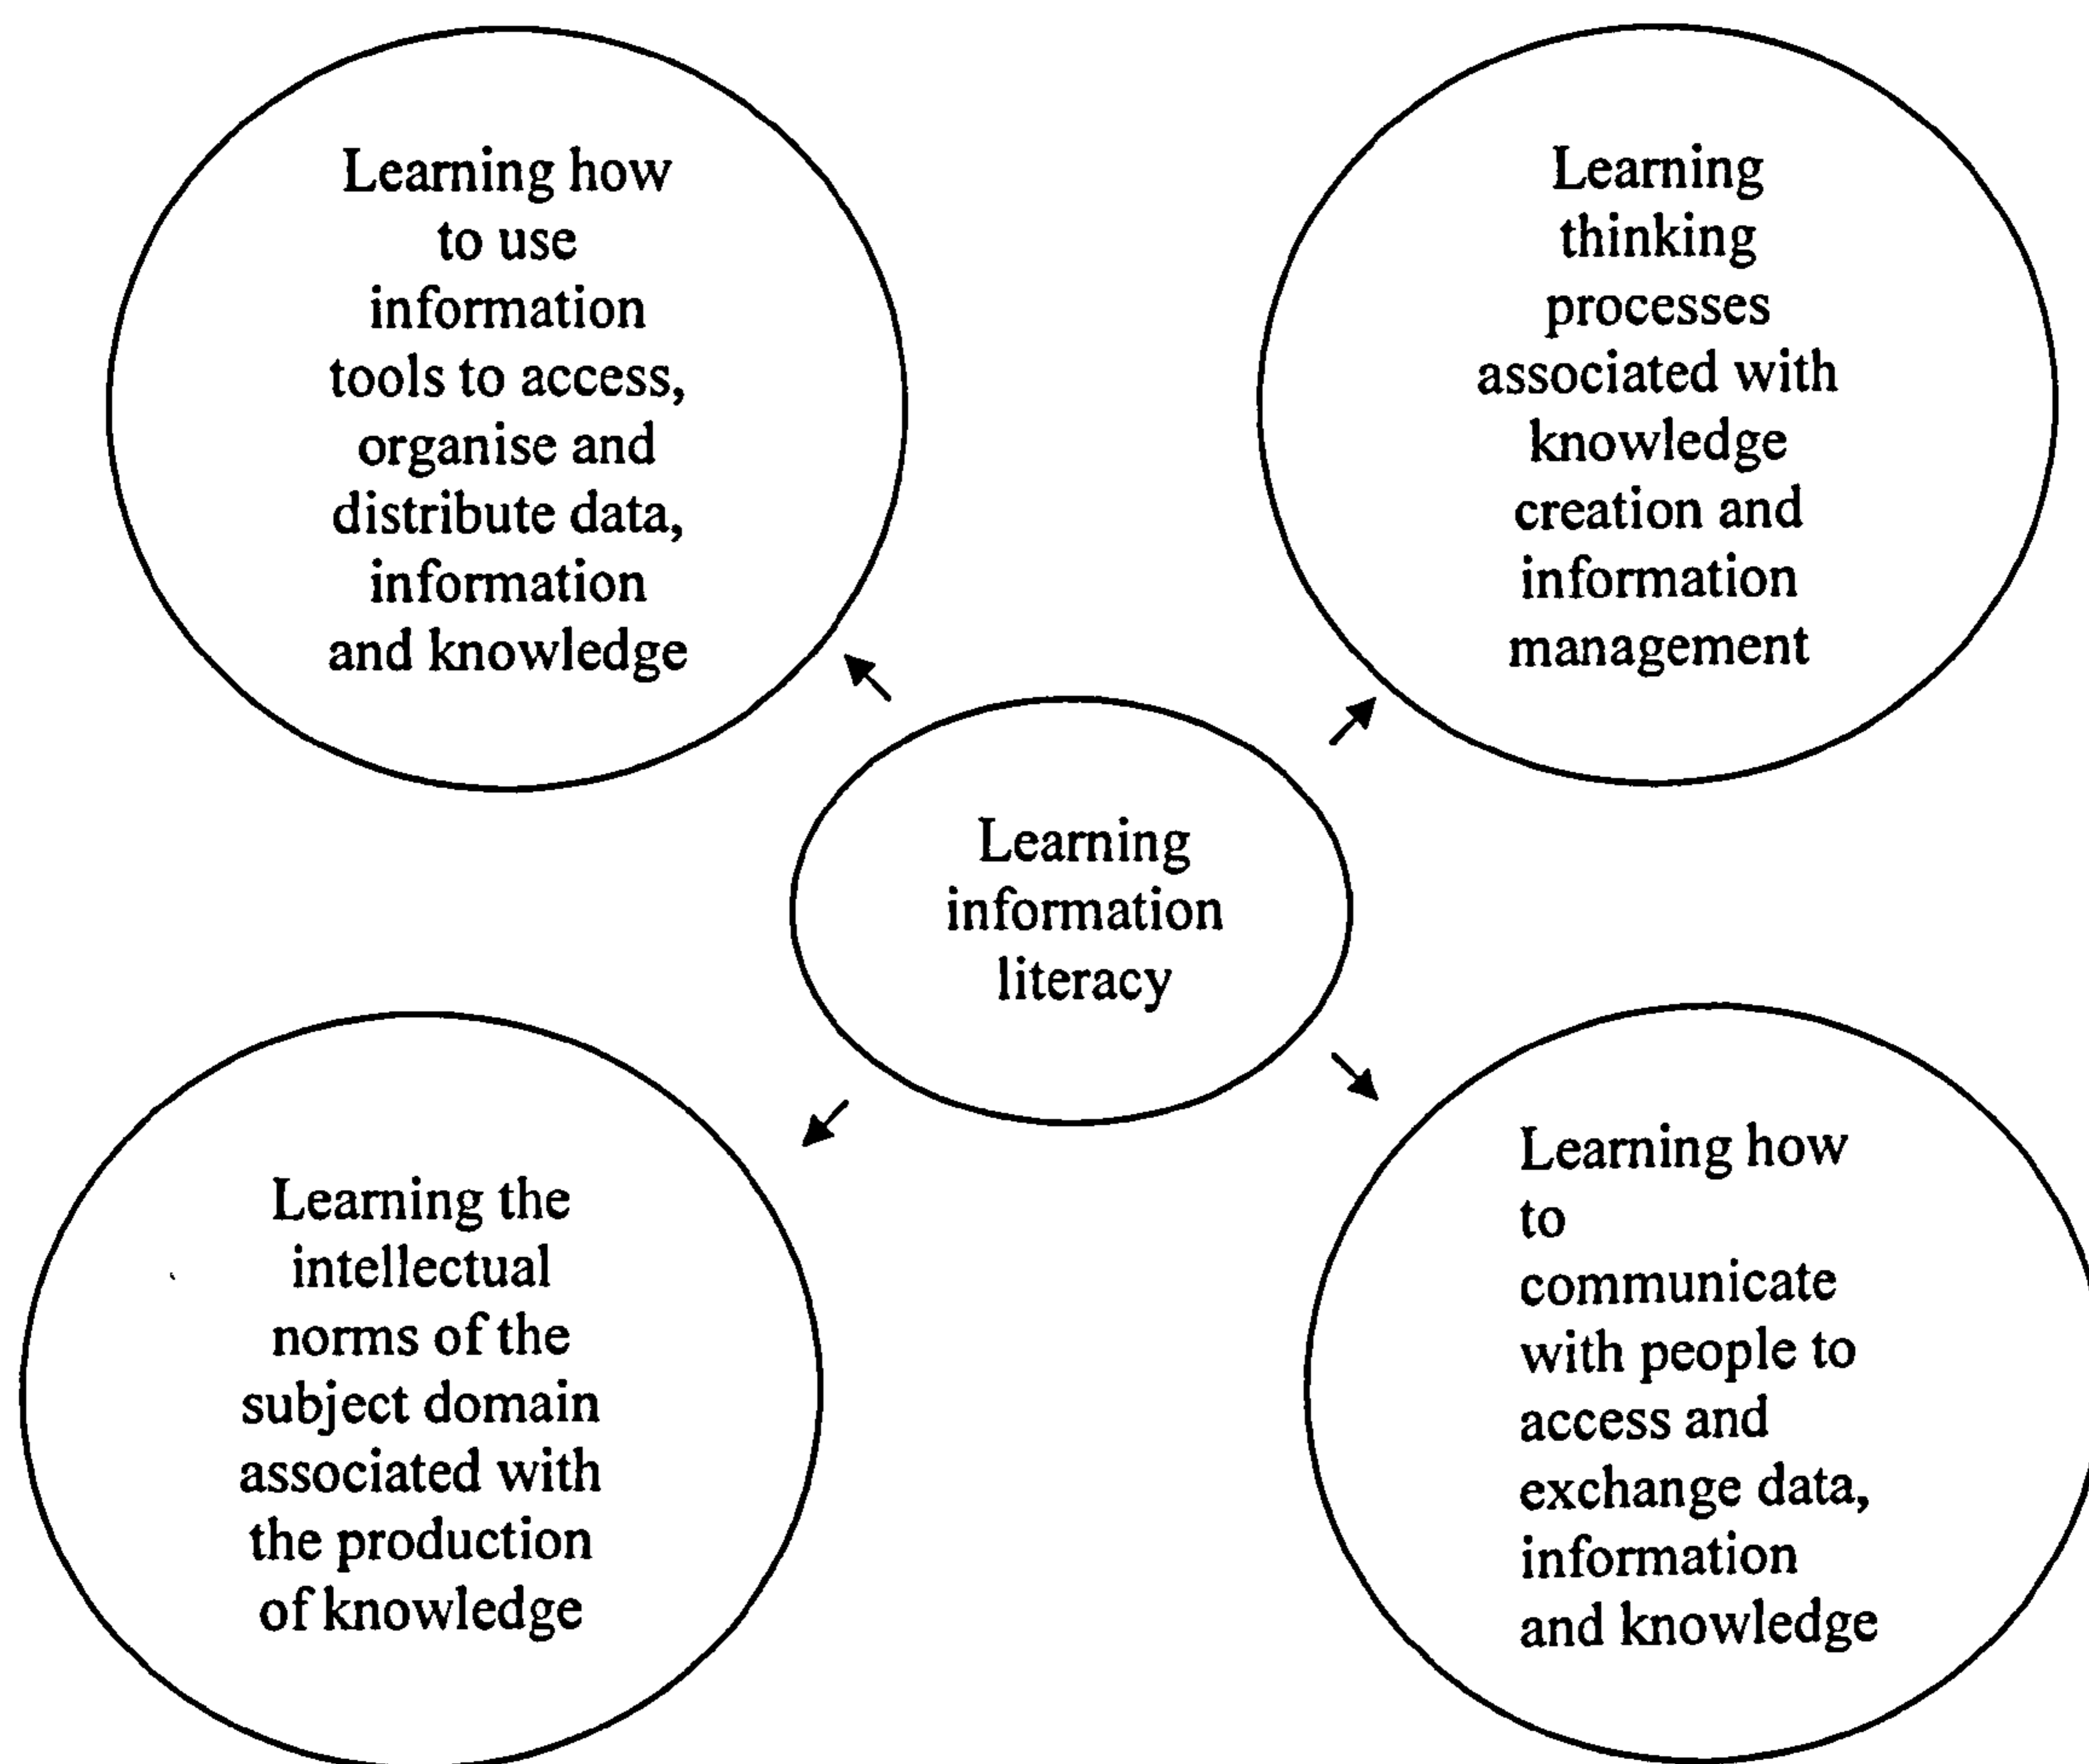 Learning how
to use
information
tools to access,
organise and
distribute data,
information
and knowledge
Learning
thinking
processes
associated with
knowledge
creation and
information
management
Learning
information
literacy
Learning the
intellectual
norms of the
subject domain
associated with
the production
of knowledge
Learning how
to
communicate
with people to
access and
exchange data,
information
and knowledge